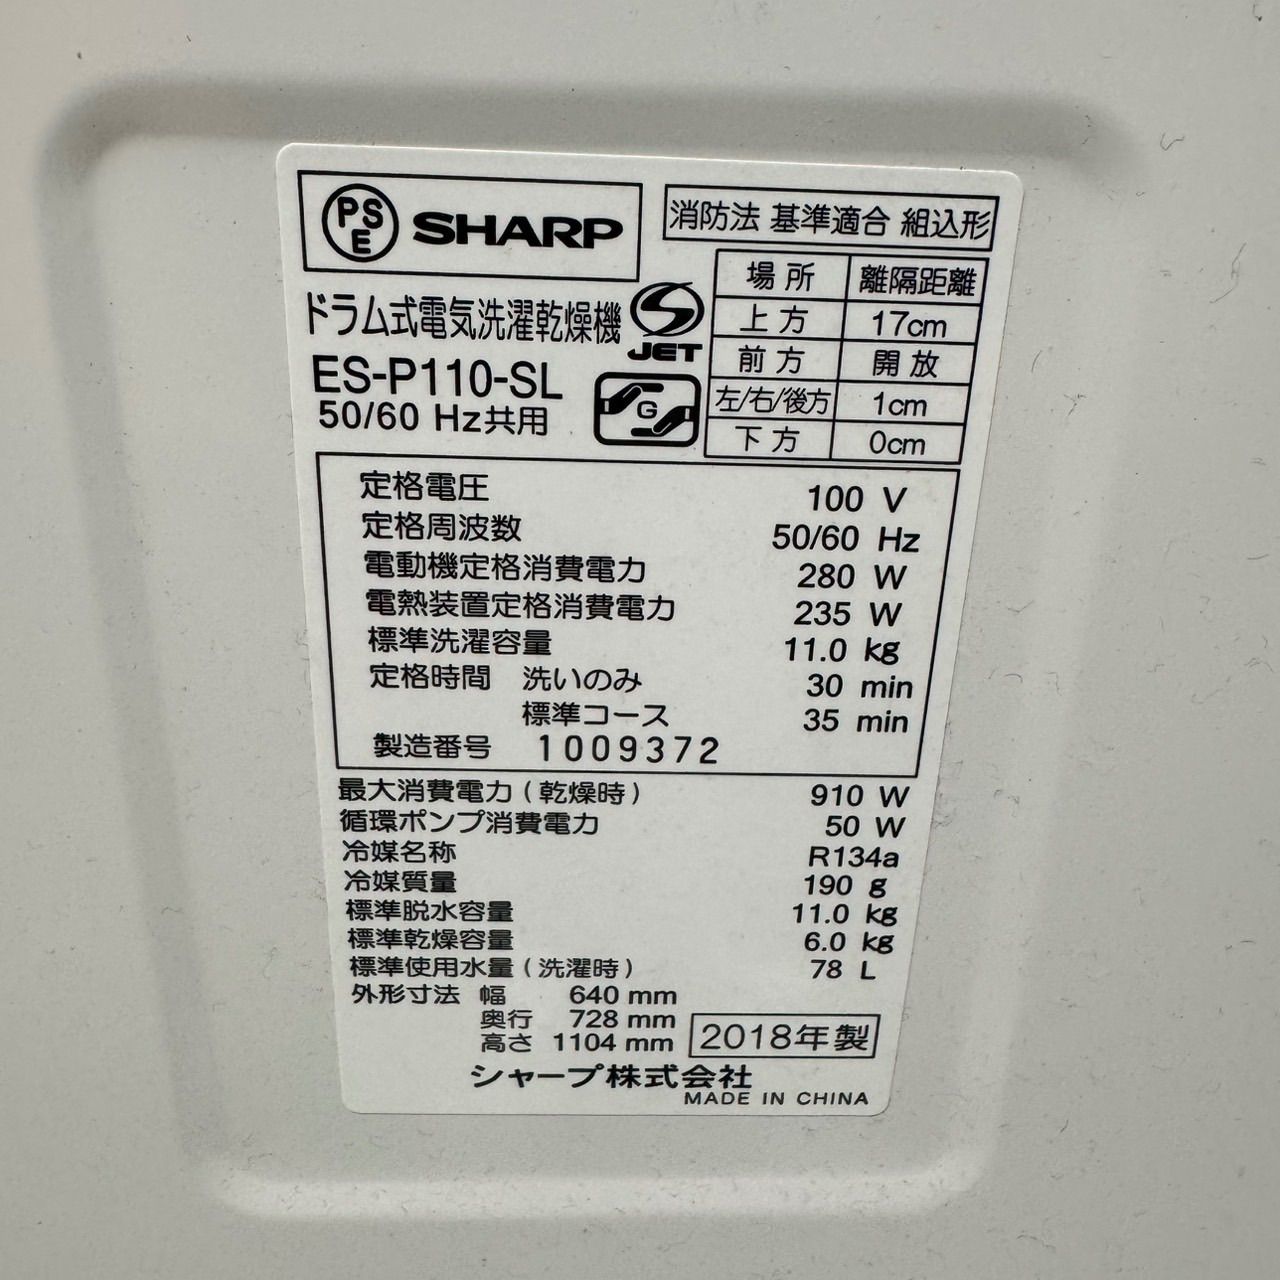 PSE SHARP
消防法 基準適合 組込形
場所 離隔距離
上方 17cm
前方 開放
左/右/後方 1cm
下方 0cm
ドラム式電気洗濯乾燥機
S JET
ES-P110-SL
50/60 Hz共用
G
定格電圧 100 V
定格周波数 50/60 Hz
電動機定格消費電力 280 W
電熱装置定格消費電力 235 W
標準洗濯容量 11.0 kg
定格時間 洗いのみ 30 min
標準コース 35 min
製造番号 1009372
最大消費電力(乾燥時) 910 W
循環ポンプ消費電力 50 W
冷媒名称 R134a
冷媒質量 190 g
標準脱水容量 11.0 kg
標準乾燥容量 6.0 kg
標準使用水量(洗濯時) 78 L
外形寸法 幅 640 mm
奥行 728 mm
高さ 1104 mm
2018年製
シャープ株式会社
MADE IN CHINA